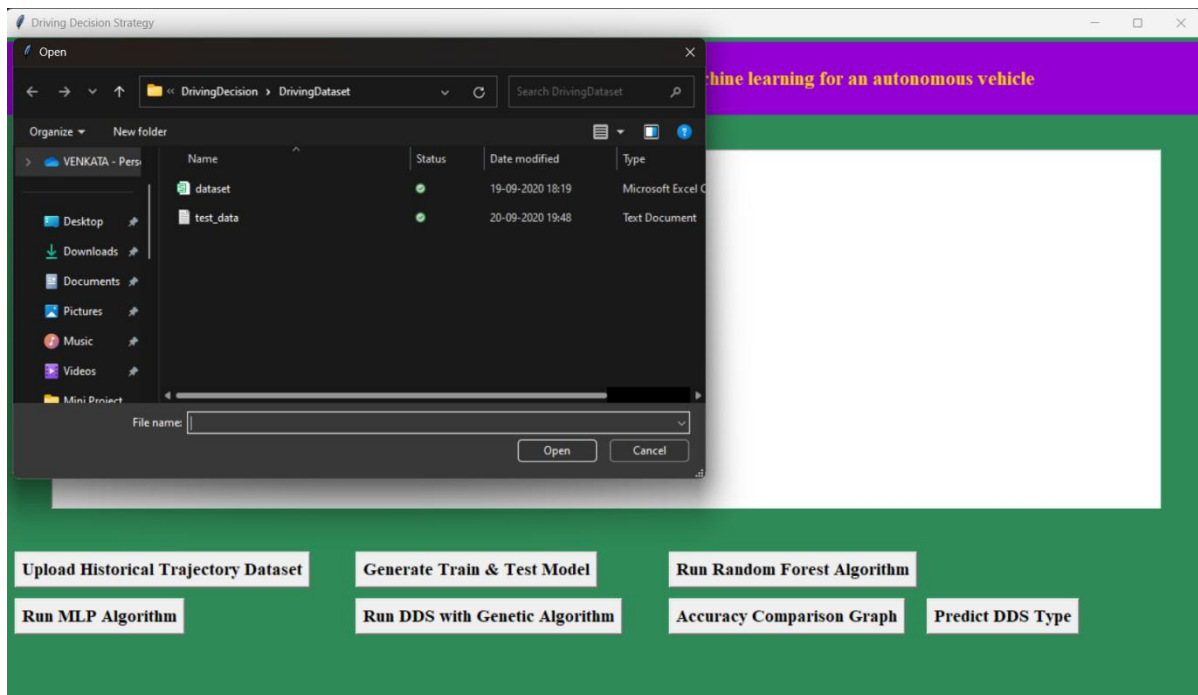 Driving Decision Strategy
Open
hine learning for an autonomous vehicle
« DrivingDecision > DrivingDataset
Search DrivingDataset
Organize New folder
VENKATA - Pers
Name Status Date modified Type
dataset 19-09-2020 18:19 Microsoft Excel C
test_data 20-09-2020 19:48 Text Document
Desktop
Downloads
Documents
Pictures
Music
Videos
Mini Project
File name:
Open Cancel
Upload Historical Trajectory Dataset Generate Train & Test Model Run Random Forest Algorithm
Run MLP Algorithm Run DDS with Genetic Algorithm Accuracy Comparison Graph Predict DDS Type